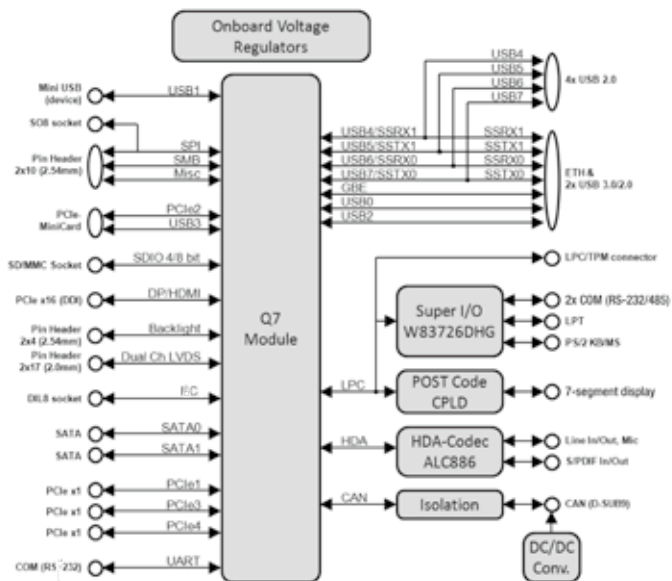 Onboard Voltage
Regulators
Mini USB
(device)
USB1
SO8 socket
SPI
Pin Header
2x10 (2.54mm)
SMB
Misc
PCIe-
MiniCard
PCIe2
USB3
SD/MMC Socket
SDIO 4/8 bit
PCIe x16 (DDI)
DP/HDMI
Pin Header
2x4 (2.54mm)
Backlight
Pin Header
2x17 (2.0mm)
Dual Ch LVDS
DIL8 socket
I²C
SATA
SATA0
SATA
SATA1
PCIe x1
PCIe1
PCIe x1
PCIe3
PCIe x1
PCIe4
COM (RS-232)
UART
Q7
Module
USB4
USB5
USB6
USB7
4x USB 2.0
USB4/SSRX1
SSRX1
USB5/SSTX1
SSTX1
USB6/SSRX0
SSRX0
USB7/SSTX0
SSTX0
GBE
USB0
USB2
ETH &
2x USB 3.0/2.0
LPC/TPM connector
Super I/O
W83726DHG
2x COM (RS-232/485)
LPT
PS/2 KB/MS
LPC
POST Code
CPLD
7-segment display
HDA
HDA-Codec
ALC886
Line In/Out, Mic
S/PDIF In/Out
CAN
Isolation
CAN (D-SUB9)
DC/DC
Conv.